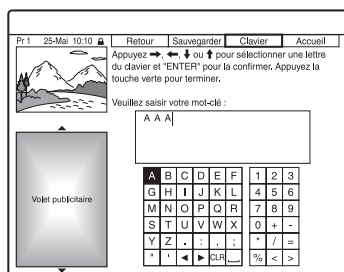 Pr 1 25-Mai 10:10 Retour Sauvegarder Clavier Accueil
Appuyez ➡, ⬅, ⬇ ou ⬆ pour sélectionner une lettre
du clavier et "ENTER" pour la confirmer. Appuyez la
touche verte pour terminer.
Veuillez saisir votre mot-clé :
A A A
Volet publicitaire
A B C D E F 1 2 3
G H I J K L 4 5 6
M N O P Q R 7 8 9
S T U V W X 0 + -
Y Z . : , ; * / =
" ' ◀ ▶ CLR ⎵ % < >